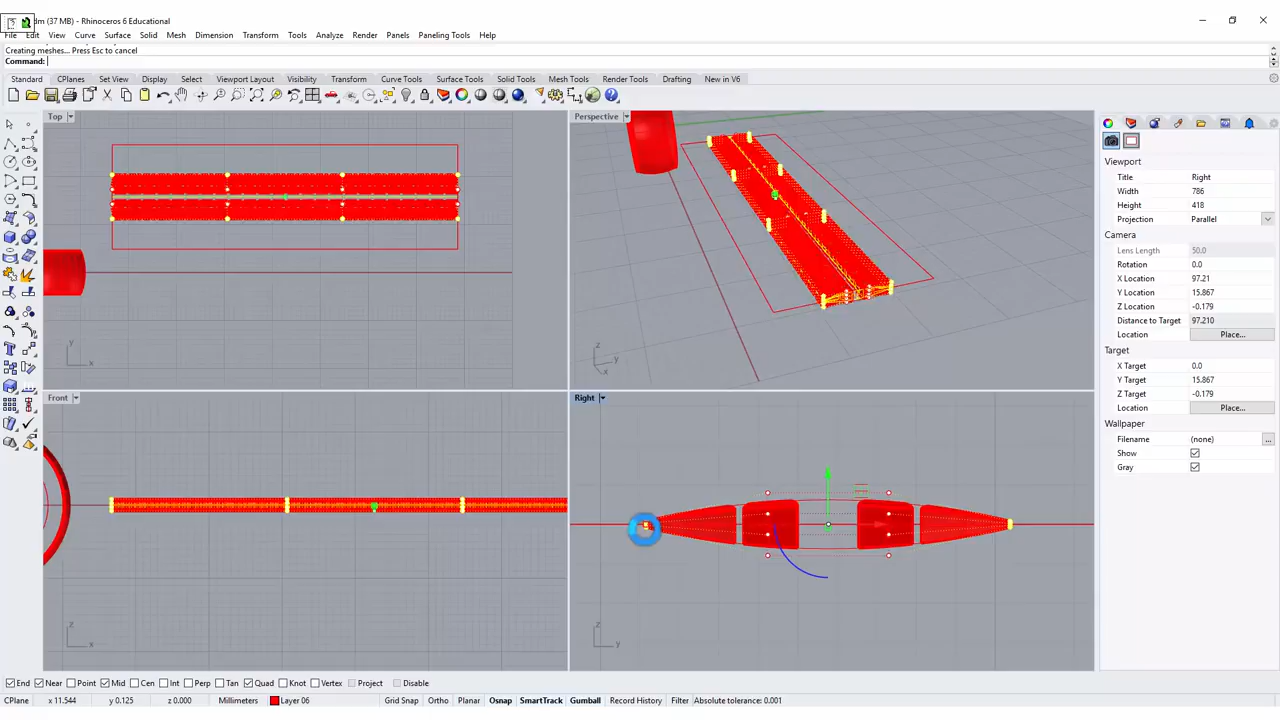 dm (37 MB) - Rhinoceros 6 Educational
File Edit View Curve Surface Solid Mesh Dimension Transform Tools Analyze Render Panels Paneling Tools Help
Creating meshes... Press Esc to cancel
Command:
Standard CPlanes Set View Display Select Viewport Layout Visibility Transform Curve Tools Surface Tools Solid Tools Mesh Tools Render Tools Drafting New in V6
Top
Perspective
y
x
z
y
x
Front
Right
z
x
z
y
Viewport
Title Right
Width 786
Height 418
Projection Parallel
Camera
Lens Length 50.0
Rotation 0.0
X Location 97.21
Y Location 15.867
Z Location -0.179
Distance to Target 97.210
Location Place...
Target
X Target 0.0
Y Target 15.867
Z Target -0.179
Location Place...
Wallpaper
Filename (none) ...
Show
Gray
End Near Point Mid Cen Int Perp Tan Quad Knot Vertex Project Disable
CPlane x 11.544 y 0.125 z 0.000 Millimeters Layer 06 Grid Snap Ortho Planar Osnap SmartTrack Gumball Record History Filter Absolute tolerance: 0.001